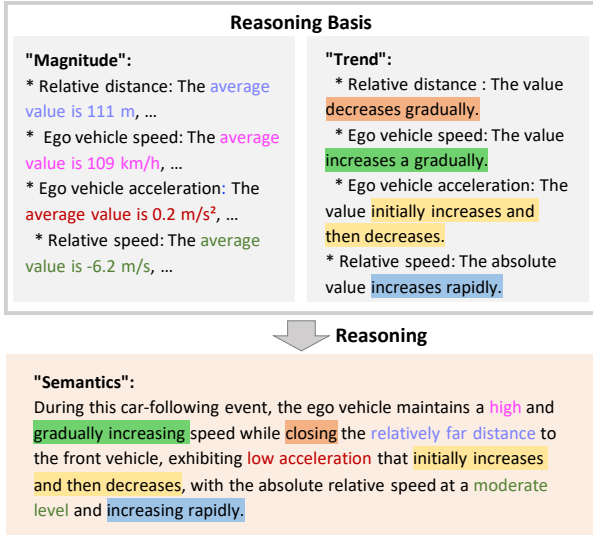 Reasoning Basis
"Magnitude":
* Relative distance: The average
value is 111 m, ...
* Ego vehicle speed: The average
value is 109 km/h, ...
* Ego vehicle acceleration: The
average value is 0.2 m/s², ...
* Relative speed: The average
value is -6.2 m/s, ...
"Trend":
* Relative distance : The value
decreases gradually.
* Ego vehicle speed: The value
increases a gradually.
* Ego vehicle acceleration: The
value initially increases and
then decreases.
* Relative speed: The absolute
value increases rapidly.
Reasoning
"Semantics":
During this car-following event, the ego vehicle maintains a high and
gradually increasing speed while closing the relatively far distance to
the front vehicle, exhibiting low acceleration that initially increases
and then decreases, with the absolute relative speed at a moderate
level and increasing rapidly.